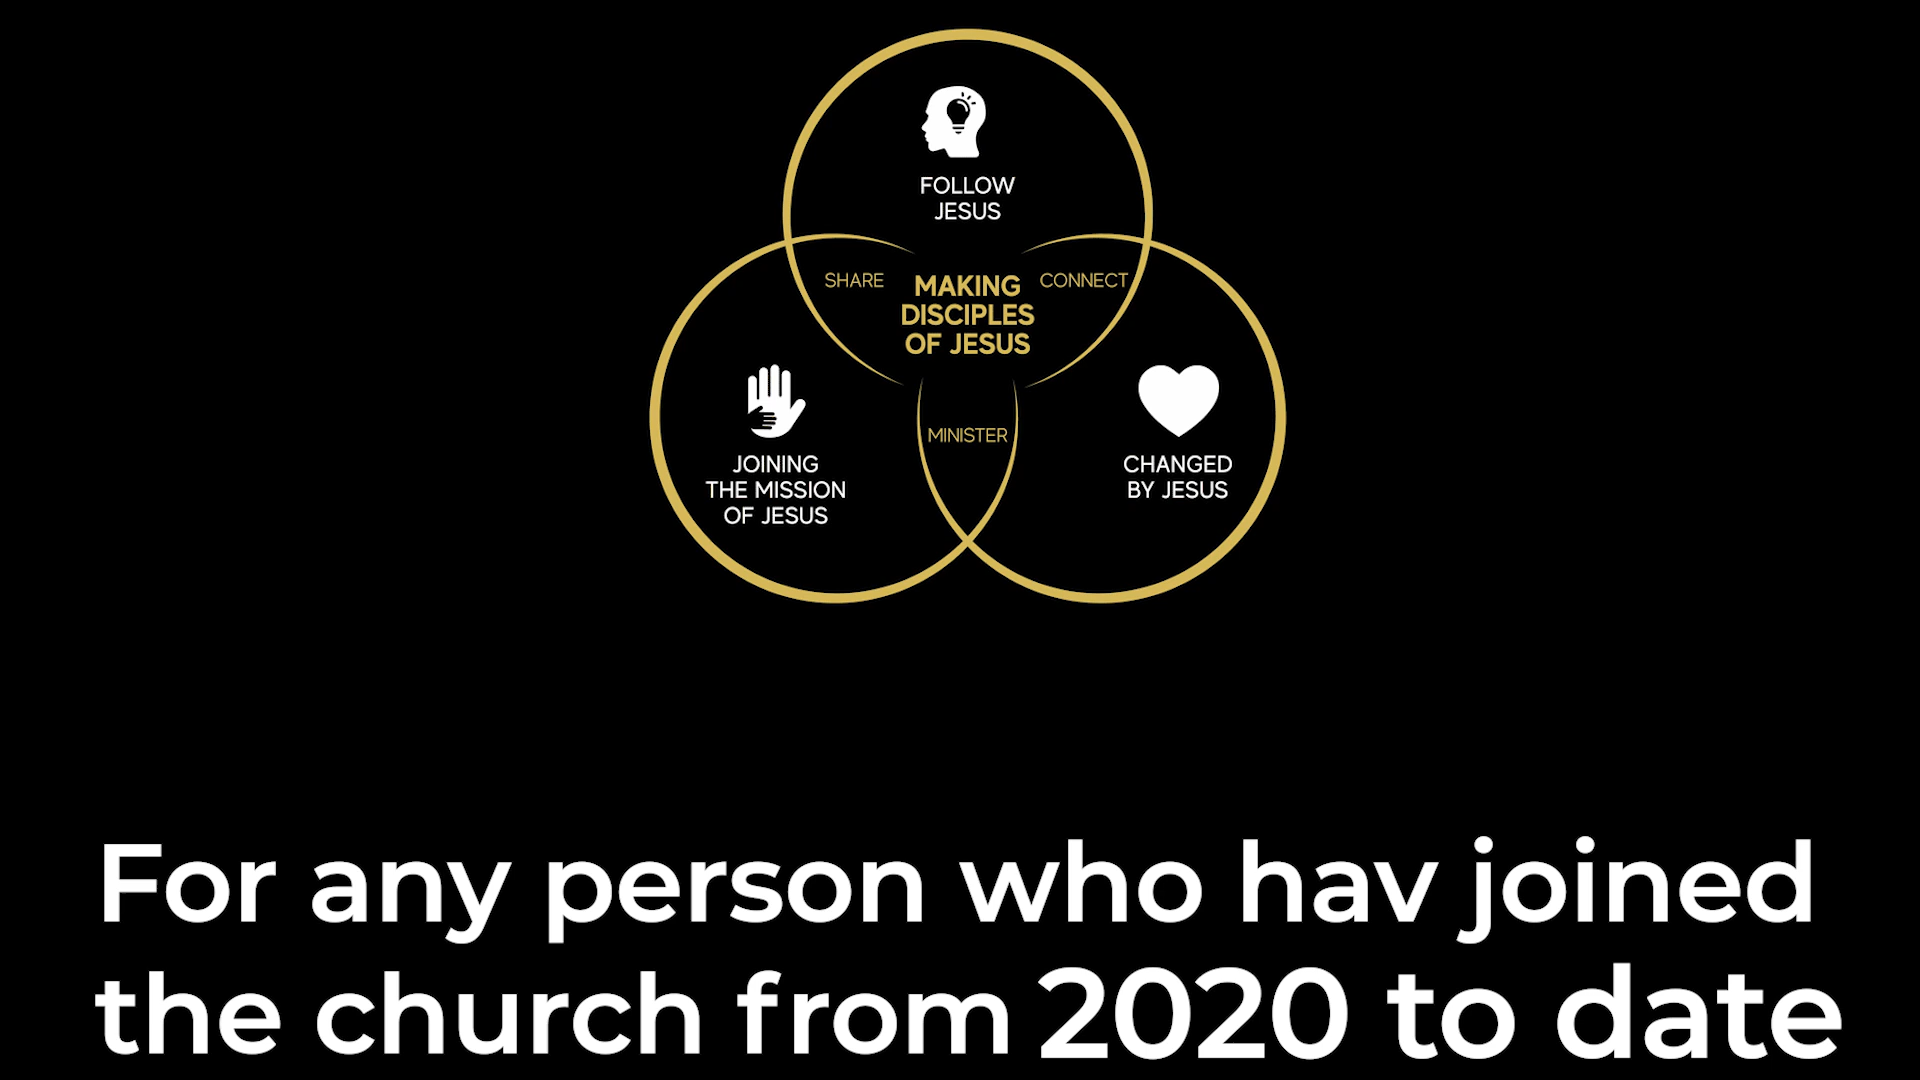 FOLLOW
JESUS
SHARE
MAKING
DISCIPLES
OF JESUS
CONNECT
MINISTER
JOINING
THE MISSION
OF JESUS
CHANGED
BY JESUS
For any person who hav joined
the church from 2020 to date